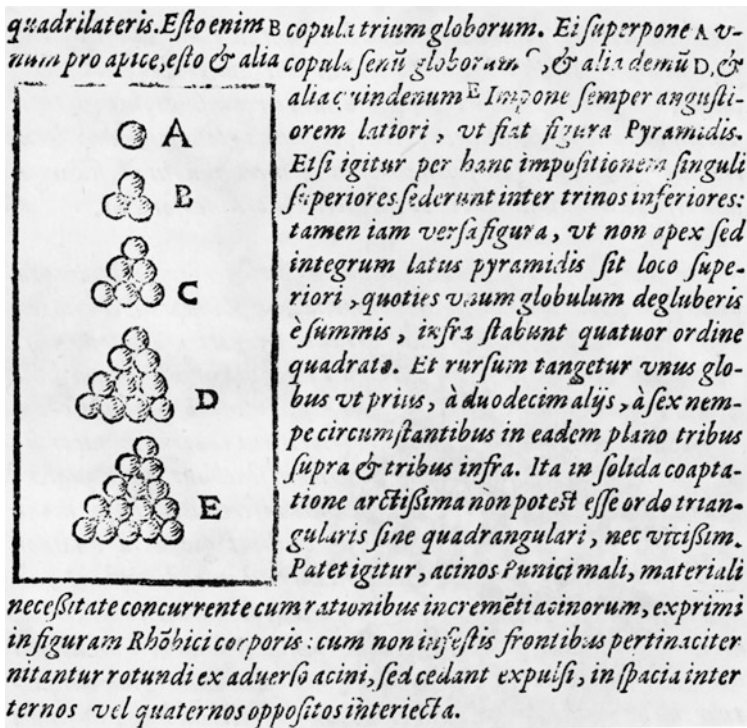 quadrilateris. Esto enim B copula trium globorum. Ei superpone A v-
num pro apice, esto & alia copula senū globorum C, & alia denum D, &
alia quindenum E Impone semper angusti-
orem latiori, vt fiat figura Pyramidis.
Etsi igitur per hanc impositionem singuli
superiores sederunt inter trinos inferiores:
tamen iam versa figura, vt non apex sed
integrum latus pyramidis sit loco supe-
riori, quoties vnum globulum degluberis
e summis, infra stabunt quatuor ordine
quadrato. Et rursum tangetur vnus glo-
bus vt prius, à duodecim alijs, à sex nem-
pe circumstantibus in eadem plano tribus
supra & tribus infra. Ita in solida coapta-
tione arctißima non potest esse ordo trian-
gularis sine quadrangulari, nec vicißim.
Patet igitur, acinos Punici mali, materiali
neceßitate concurrente cum rationibus incremēti acinorum, exprimi
in figuram Rhōbici corporis: cum non infestis frontibus pertinaciter
nitantur rotundi ex aduerso acini, sed cedant expulsi, in spacia inter
ternos vel quaternos oppositos interiecta.
A
B
C
D
E